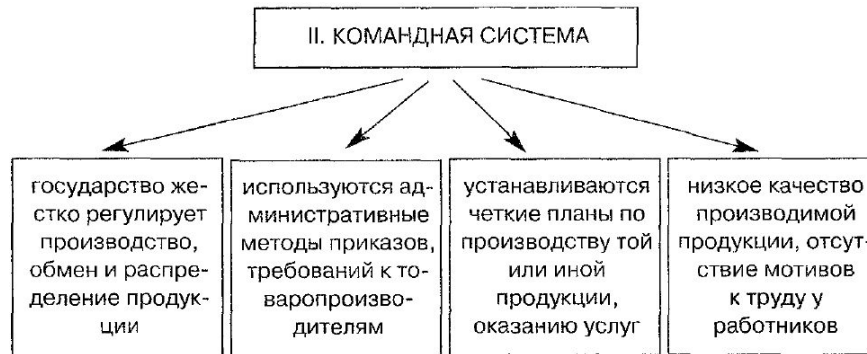 II. КОМАНДНАЯ СИСТЕМА
государство же-
стко регулирует
производство,
обмен и распре-
деление продук-
ции
используются ад-
министративные
методы приказов,
требований к то-
варопроизво-
дителям
устанавливаются
четкие планы по
производству той
или иной
продукции,
оказанию услуг
низкое качество
производимой
продукции, отсут-
ствие мотивов
к труду у
работников